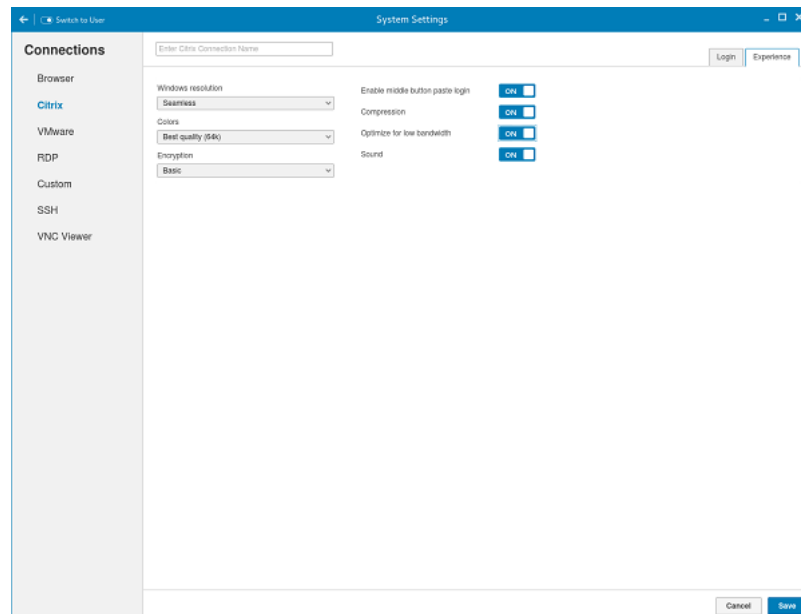 Switch to User
System Settings
Connections
Browser
Citrix
VMware
RDP
Custom
SSH
VNC Viewer
Enter Citrix Connection Name
Login
Experience
Windows resolution
Seamless
Colors
Best quality (64k)
Encryption
Basic
Enable middle button paste login
ON
Compression
ON
Optimize for low bandwidth
ON
Sound
ON
Cancel
Save